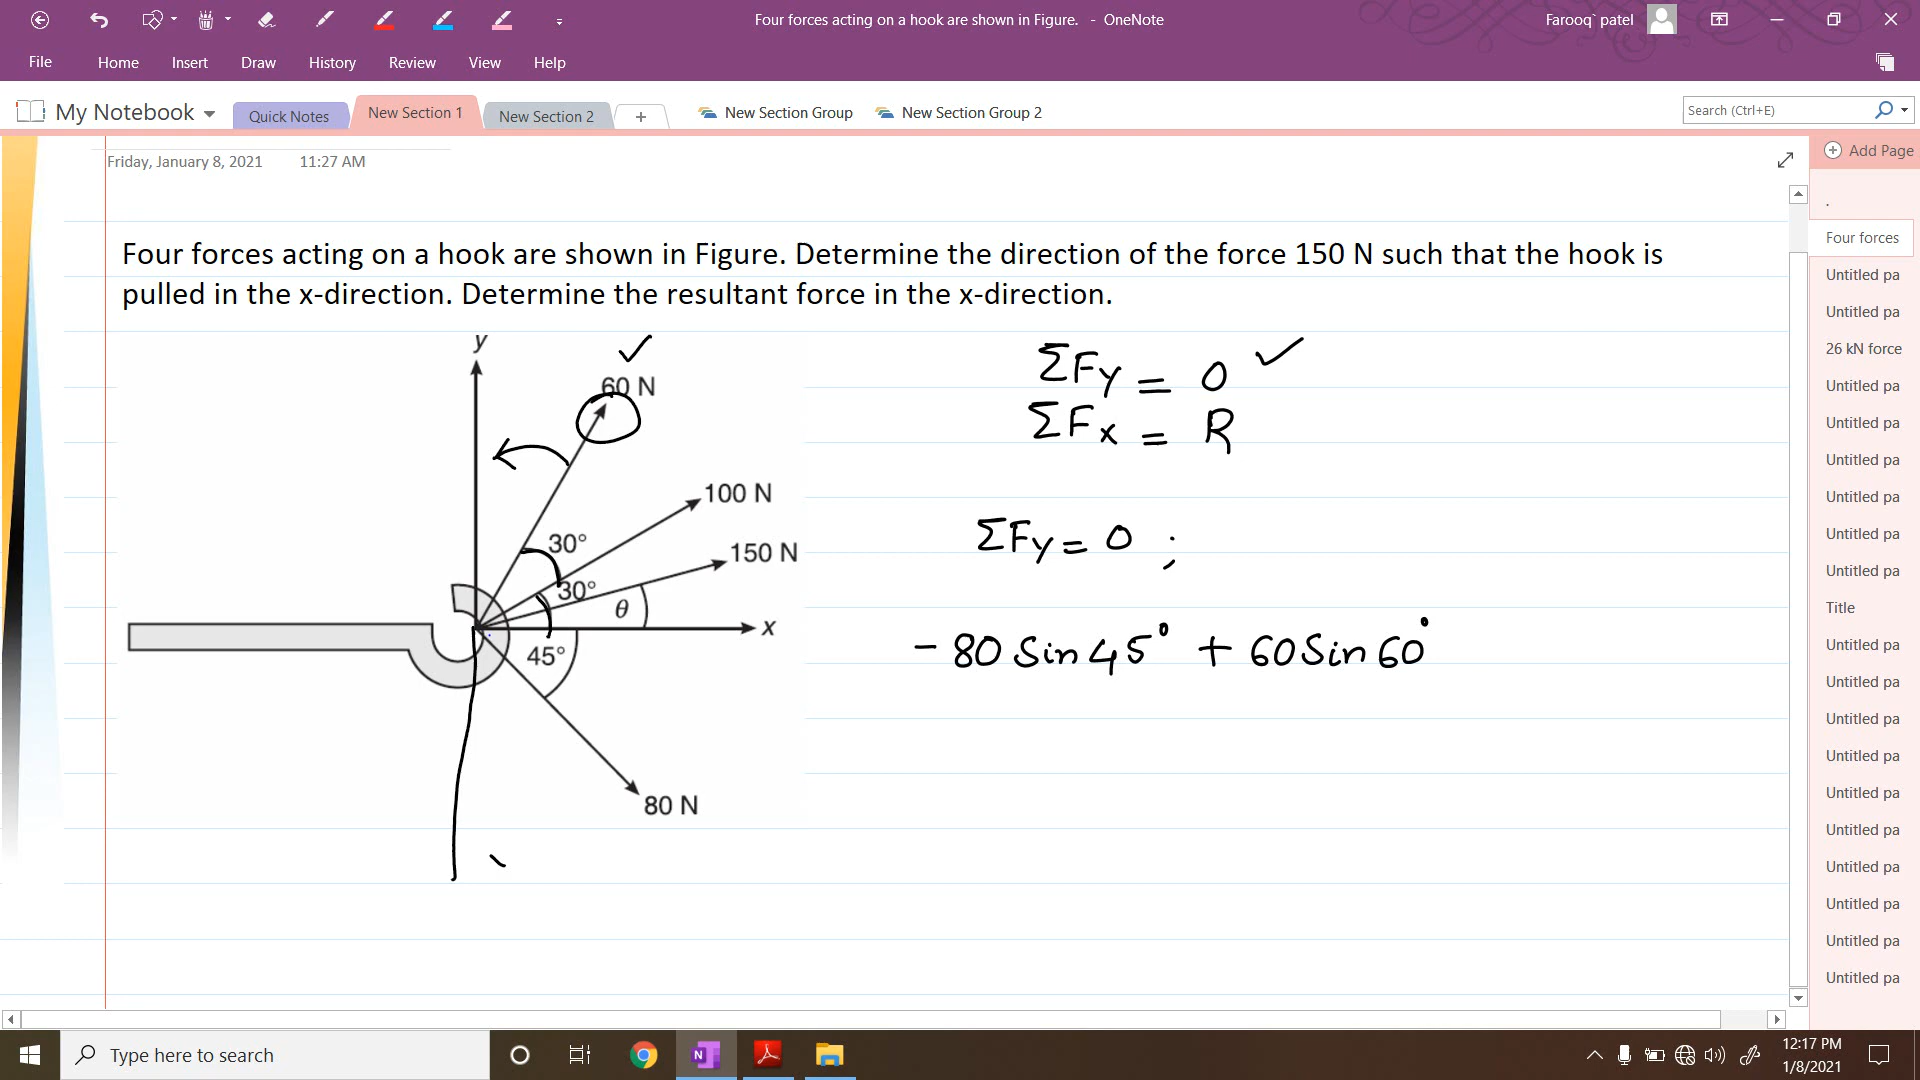 Four forces acting on a hook are shown in Figure. - OneNote
Farooq` patel
File Home Insert Draw History Review View Help
My Notebook Quick Notes New Section 1 New Section 2 + New Section Group New Section Group 2
Search (Ctrl+E)
Add Page
Friday, January 8, 2021 11:27 AM
Four forces acting on a hook are shown in Figure. Determine the direction of the force 150 N such that the hook is
pulled in the x-direction. Determine the resultant force in the x-direction.
y
60 N
100 N
150 N
30°
30°
θ
x
45°
80 N
ΣFy = 0 ✓
ΣFx = R
ΣFy = 0 ;
- 80 Sin 45° + 60 Sin 60°
.
Four forces
Untitled pa
Untitled pa
26 kN force
Untitled pa
Untitled pa
Untitled pa
Untitled pa
Untitled pa
Untitled pa
Title
Untitled pa
Untitled pa
Untitled pa
Untitled pa
Untitled pa
Untitled pa
Untitled pa
Untitled pa
Untitled pa
Untitled pa
Type here to search
12:17 PM
1/8/2021